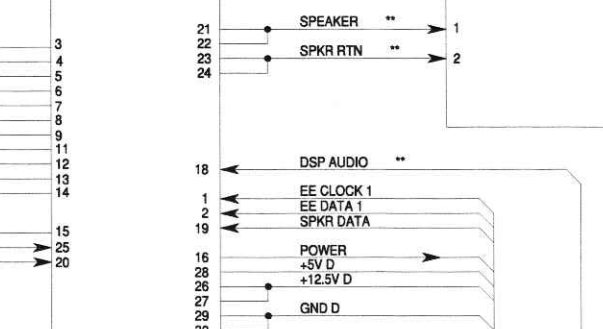 21 SPEAKER ** 1
22
23 SPKR RTN ** 2
24
3
4
5
6
7
8
9
11
12
13
14
18 DSP AUDIO **
1 EE CLOCK 1
2 EE DATA 1
19 SPKR DATA
15
25
20
16 POWER
28 +5V D
26 +12.5V D
27
29 GND D